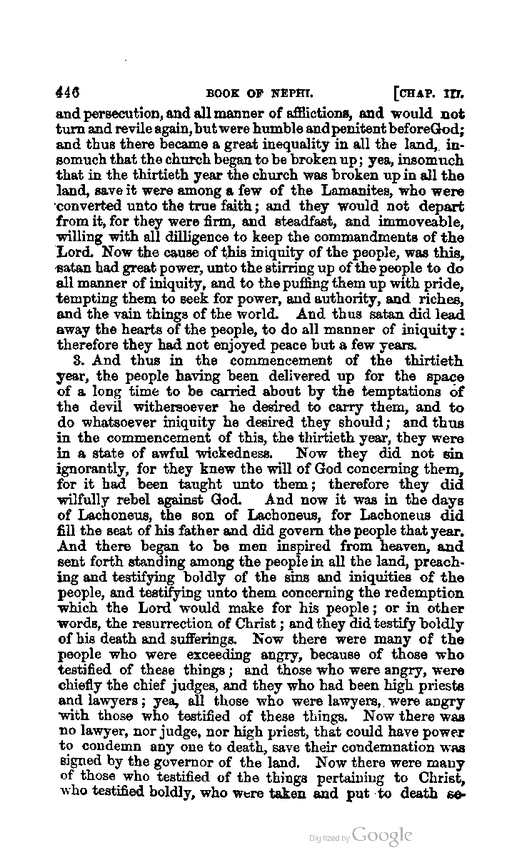 446 BOOK OF NEPHI. [CHAP. III.
and persecution, and all manner of afflictions, and would not
turn and revile again, but were humble and penitent before God;
and thus there became a great inequality in all the land, in-
somuch that the church began to be broken up; yea, insomuch
that in the thirtieth year the church was broken up in all the
land, save it were among a few of the Lamanites, who were
converted unto the true faith; and they would not depart
from it, for they were firm, and steadfast, and immoveable,
willing with all dilligence to keep the commandments of the
Lord. Now the cause of this iniquity of the people, was this,
satan had great power, unto the stirring up of the people to do
all manner of iniquity, and to the puffing them up with pride,
tempting them to seek for power, and authority, and riches,
and the vain things of the world. And thus satan did lead
away the hearts of the people, to do all manner of iniquity:
therefore they had not enjoyed peace but a few years.
3. And thus in the commencement of the thirtieth
year, the people having been delivered up for the space
of a long time to be carried about by the temptations of
the devil withersoever he desired to carry them, and to
do whatsoever iniquity he desired they should; and thus
in the commencement of this, the thirtieth year, they were
in a state of awful wickedness. Now they did not sin
ignorantly, for they knew the will of God concerning them,
for it had been taught unto them; therefore they did
wilfully rebel against God. And now it was in the days
of Lachoneus, the son of Lachoneus, for Lachoneus did
fill the seat of his father and did govern the people that year.
And there began to be men inspired from heaven, and
sent forth standing among the people in all the land, preach-
ing and testifying boldly of the sins and iniquities of the
people, and testifying unto them concerning the redemption
which the Lord would make for his people; or in other
words, the resurrection of Christ; and they did testify boldly
of his death and sufferings. Now there were many of the
people who were exceeding angry, because of those who
testified of these things; and those who were angry, were
chiefly the chief judges, and they who had been high priests
and lawyers; yea, all those who were lawyers, were angry
with those who testified of these things. Now there was
no lawyer, nor judge, nor high priest, that could have power
to condemn any one to death, save their condemnation was
signed by the governor of the land. Now there were many
of those who testified of the things pertaining to Christ,
who testified boldly, who were taken and put to death se-
Digitized by Google